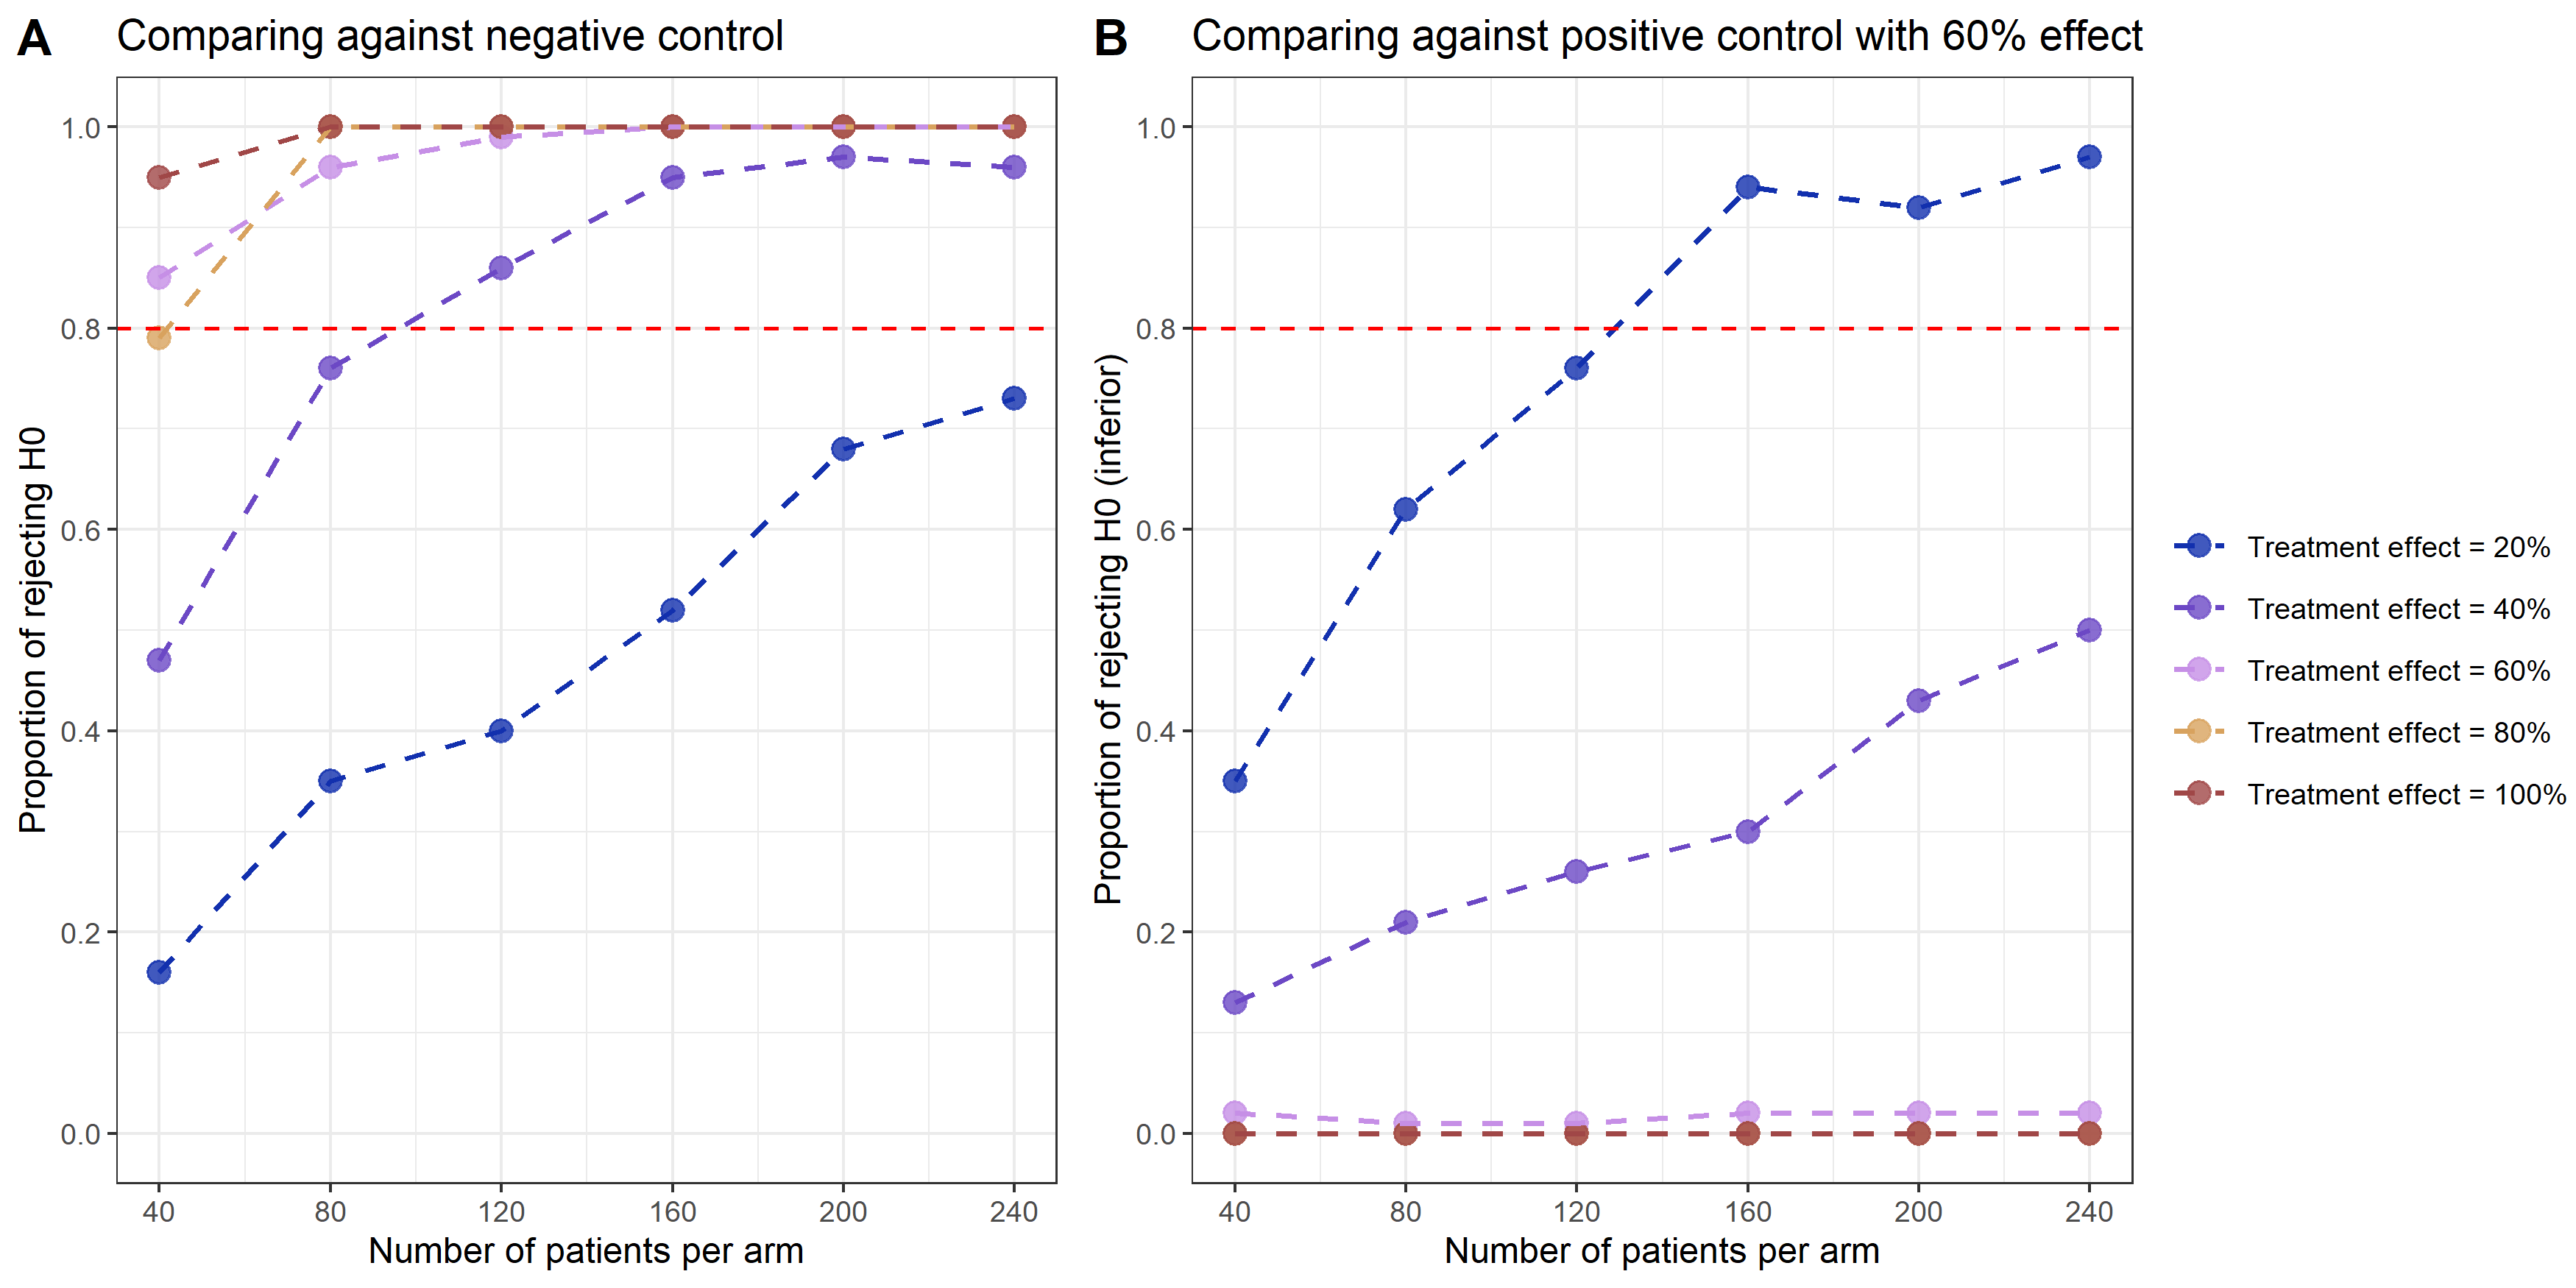 A Comparing against negative control
Proportion of rejecting H0
1.0
0.8
0.6
0.4
0.2
0.0
40 80 120 160 200 240
Number of patients per arm
B Comparing against positive control with 60% effect
Proportion of rejecting H0 (inferior)
1.0
0.8
0.6
0.4
0.2
0.0
40 80 120 160 200 240
Number of patients per arm
Treatment effect = 20%
Treatment effect = 40%
Treatment effect = 60%
Treatment effect = 80%
Treatment effect = 100%